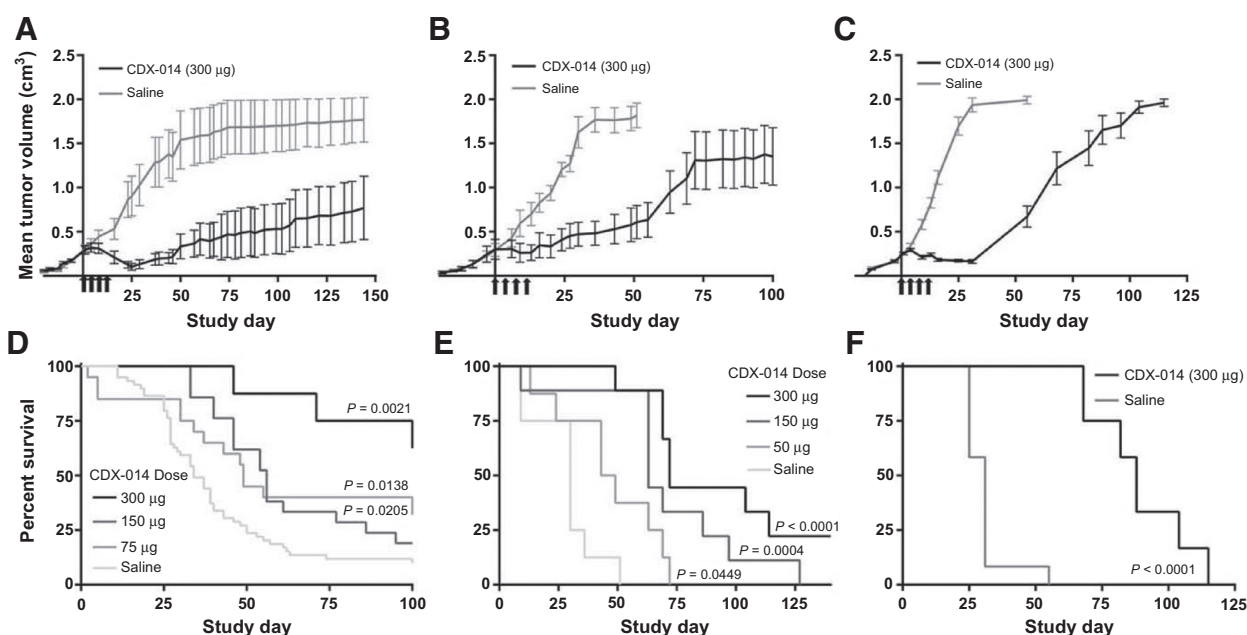 A
Mean tumor volume (cm³)
2.5
2.0
1.5
1.0
0.5
CDX-014 (300 µg)
Saline
25 50 75 100 125 150
Study day
B
2.5
2.0
1.5
1.0
0.5
CDX-014 (300 µg)
Saline
25 50 75 100
Study day
C
2.5
2.0
1.5
1.0
0.5
CDX-014 (300 µg)
Saline
25 50 75 100 125
Study day
D
Percent survival
100
75
50
25
0
P = 0.0021
P = 0.0138
P = 0.0205
CDX-014 Dose
300 µg
150 µg
75 µg
Saline
0 25 50 75 100
Study day
E
100
75
50
25
0
CDX-014 Dose
300 µg
150 µg
50 µg
Saline
P < 0.0001
P = 0.0004
P = 0.0449
0 25 50 75 100 125
Study day
F
100
75
50
25
0
CDX-014 (300 µg)
Saline
P < 0.0001
0 25 50 75 100 125
Study day